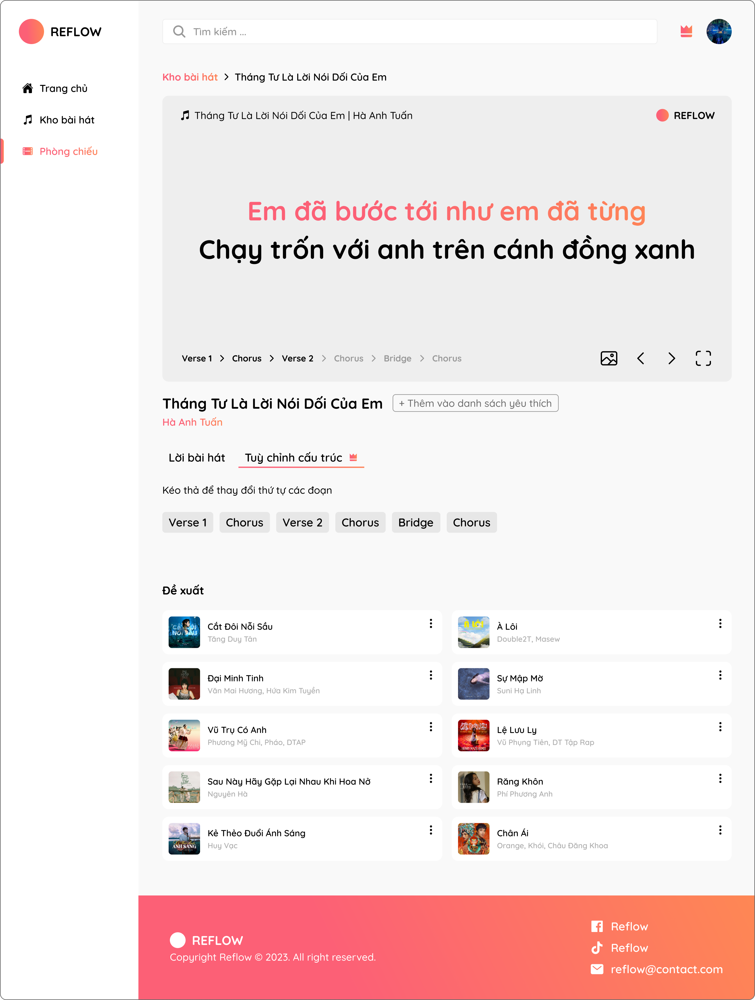 REFLOW
Tìm kiếm ...
Trang chủ
Kho bài hát
Phòng chiếu
Kho bài hát > Tháng Tư Là Lời Nói Dối Của Em
Tháng Tư Là Lời Nói Dối Của Em | Hà Anh Tuấn
REFLOW
Em đã bước tới như em đã từng
Chạy trốn với anh trên cánh đồng xanh
Verse 1 > Chorus > Verse 2 > Chorus > Bridge > Chorus
Tháng Tư Là Lời Nói Dối Của Em
+ Thêm vào danh sách yêu thích
Hà Anh Tuấn
Lời bài hát
Tuỳ chỉnh cấu trúc
Kéo thả để thay đổi thứ tự các đoạn
Verse 1 Chorus Verse 2 Chorus Bridge Chorus
Đề xuất
Cắt Đôi Nỗi Sầu
Tăng Duy Tân
À Lôi
Double2T, Masew
Đại Minh Tinh
Văn Mai Hương, Hứa Kim Tuyền
Sự Mập Mờ
Suni Hạ Linh
Vũ Trụ Có Anh
Phương Mỹ Chi, Pháo, DTAP
HENRY MAZE REMIX
Lệ Lưu Ly
Vũ Phụng Tiên, DT Tập Rap
Sau Này Hãy Gặp Lại Nhau Khi Hoa Nở
Nguyên Hà
răng khôn
Răng Khôn
Phí Phương Anh
ÁNH SÁNG
Kẻ Thẻo Đuổi Ánh Sáng
Huy Vạc
Chân Ái
Orange, Khói, Châu Đăng Khoa
REFLOW
Copyright Reflow © 2023. All right reserved.
Reflow
Reflow
reflow@contact.com